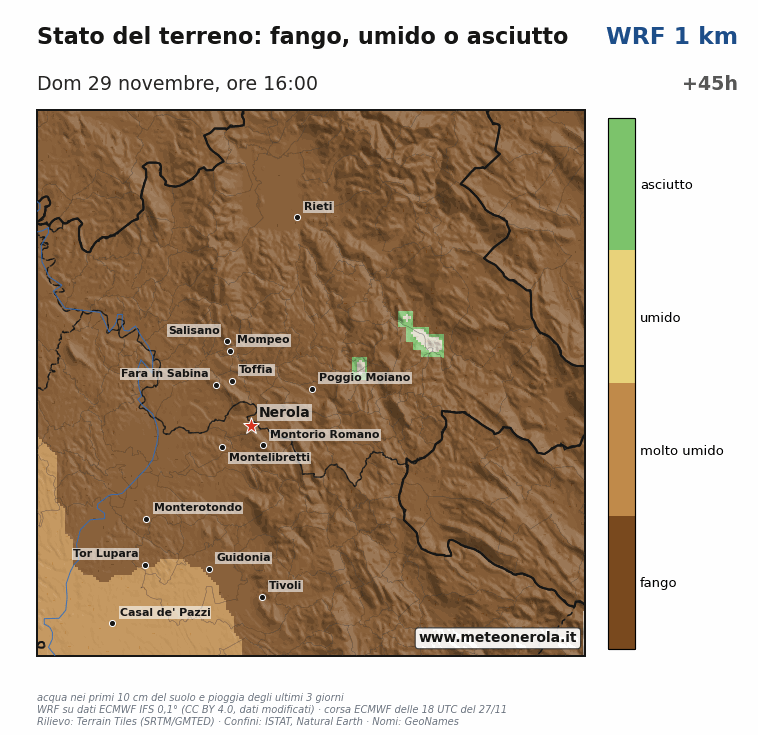 Stato del terreno: fango, umido o asciutto
WRF 1 km
Dom 29 novembre, ore 16:00
+45h
asciutto
umido
molto umido
fango
Rieti
Salisano
Mompeo
Fara in Sabina
Toffia
Poggio Moiano
Nerola
Montorio Romano
Montelibretti
Monterotondo
Tor Lupara
Guidonia
Tivoli
Casal de' Pazzi
www.meteonerola.it
acqua nei primi 10 cm del suolo e pioggia degli ultimi 3 giorni
WRF su dati ECMWF IFS 0,1° (CC BY 4.0, dati modificati) · corsa ECMWF delle 18 UTC del 27/11
Rilievo: Terrain Tiles (SRTM/GMTED) · Confini: ISTAT, Natural Earth · Nomi: GeoNames